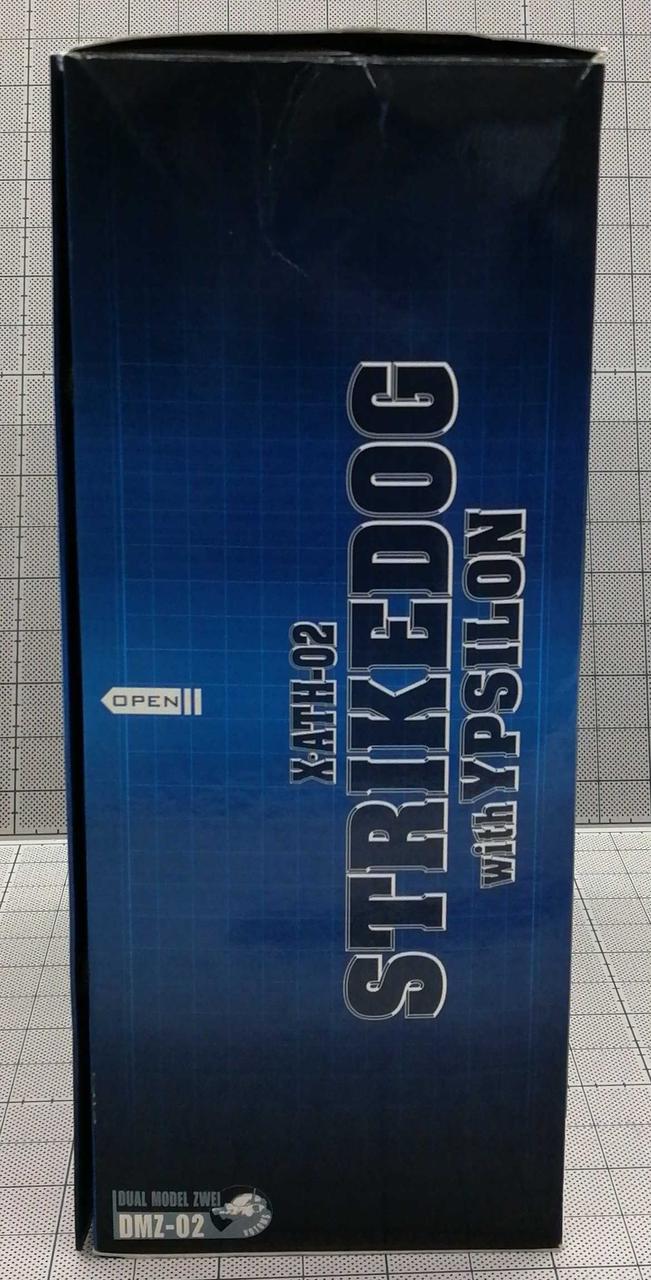 X·ATH-02
STRIKEDOG
with YPSILON
OPEN
DUAL MODEL ZWEI
DMZ-02